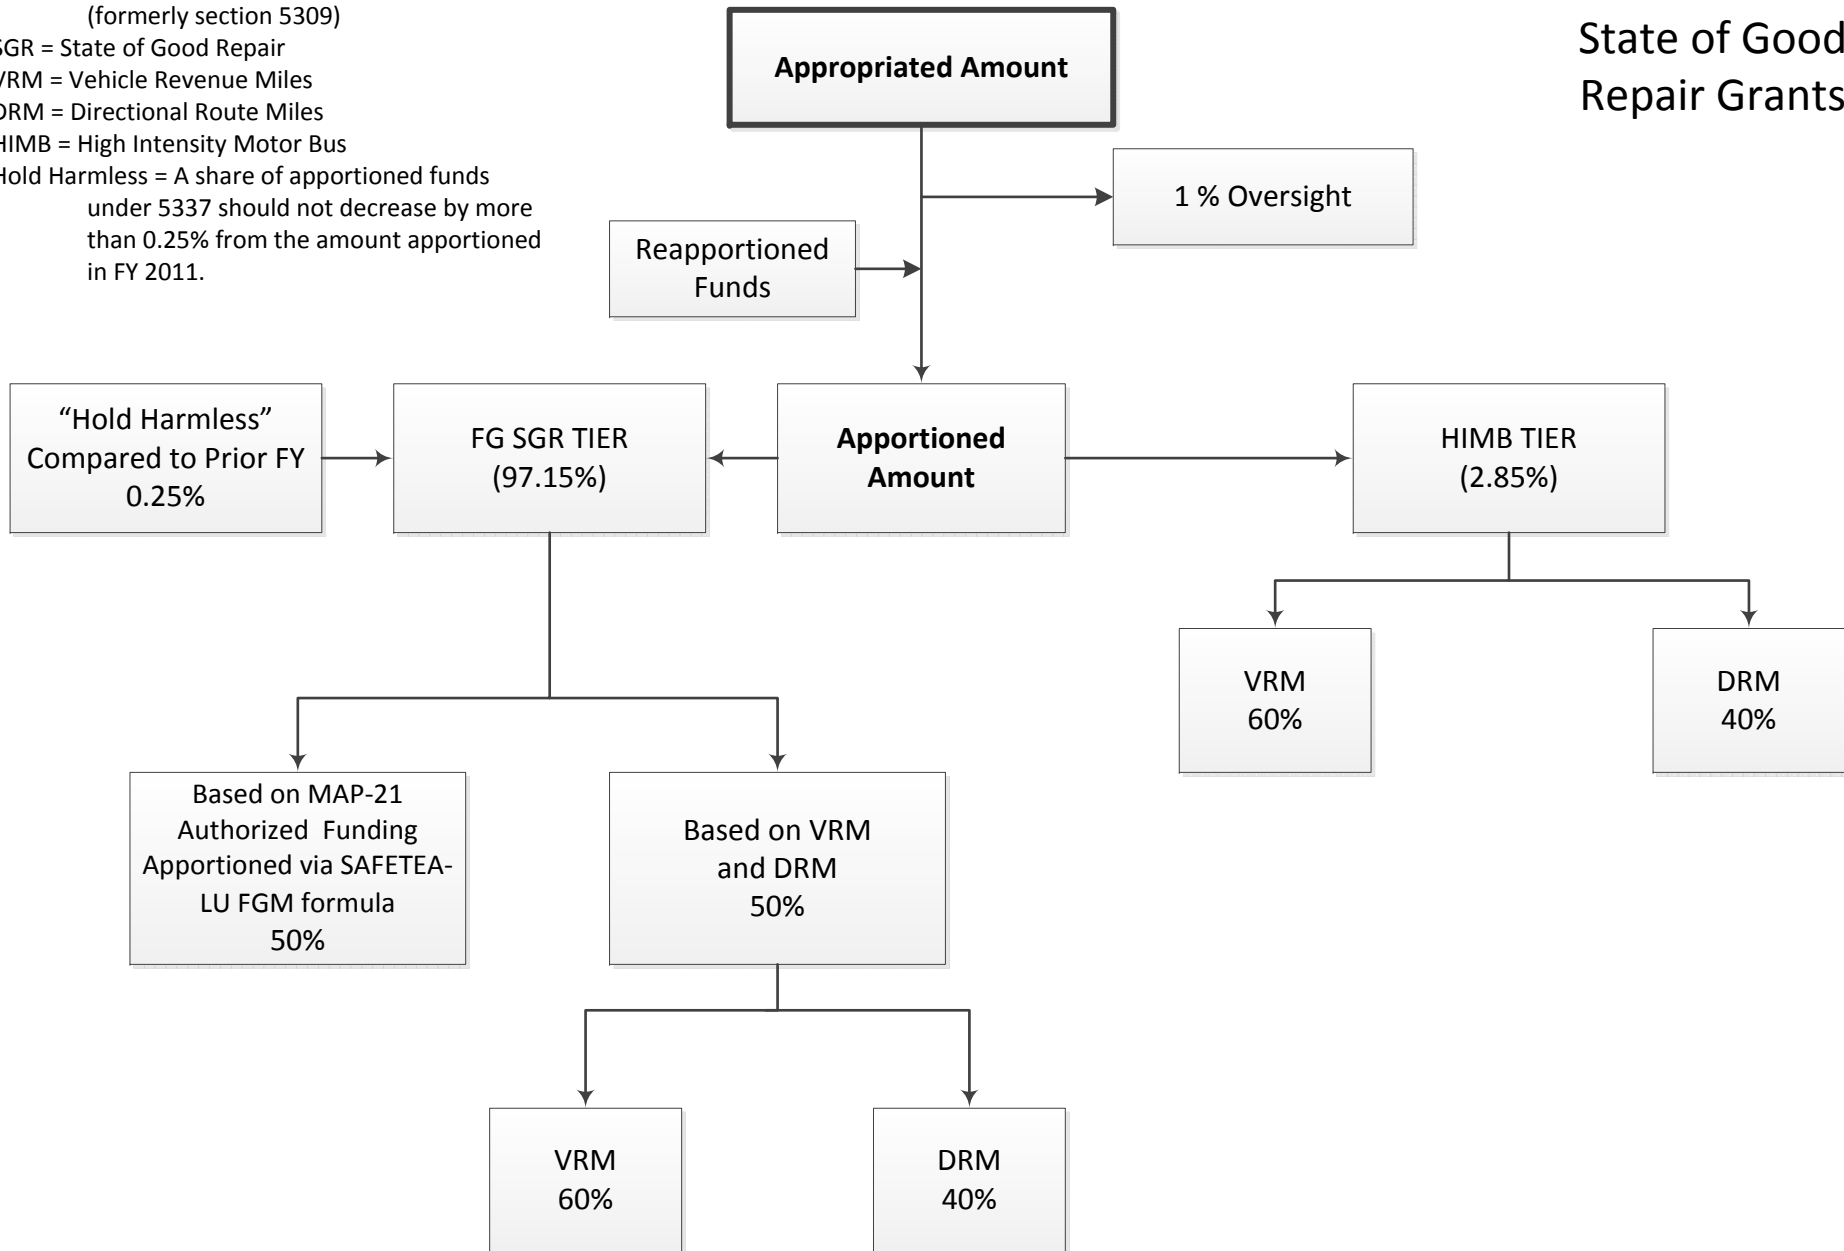 (formerly section 5309)
SGR = State of Good Repair
VRM = Vehicle Revenue Miles
DRM = Directional Route Miles
HIMB = High Intensity Motor Bus
Hold Harmless = A share of apportioned funds
under 5337 should not decrease by more
than 0.25% from the amount apportioned
in FY 2011.
State of Good
Repair Grants
Appropriated Amount
1 % Oversight
Reapportioned
Funds
“Hold Harmless”
Compared to Prior FY
0.25%
FG SGR TIER
(97.15%)
Apportioned
Amount
HIMB TIER
(2.85%)
VRM
60%
DRM
40%
Based on MAP-21
Authorized  Funding
Apportioned via SAFETEA-
LU FGM formula
50%
Based on VRM
and DRM
50%
VRM
60%
DRM
40%